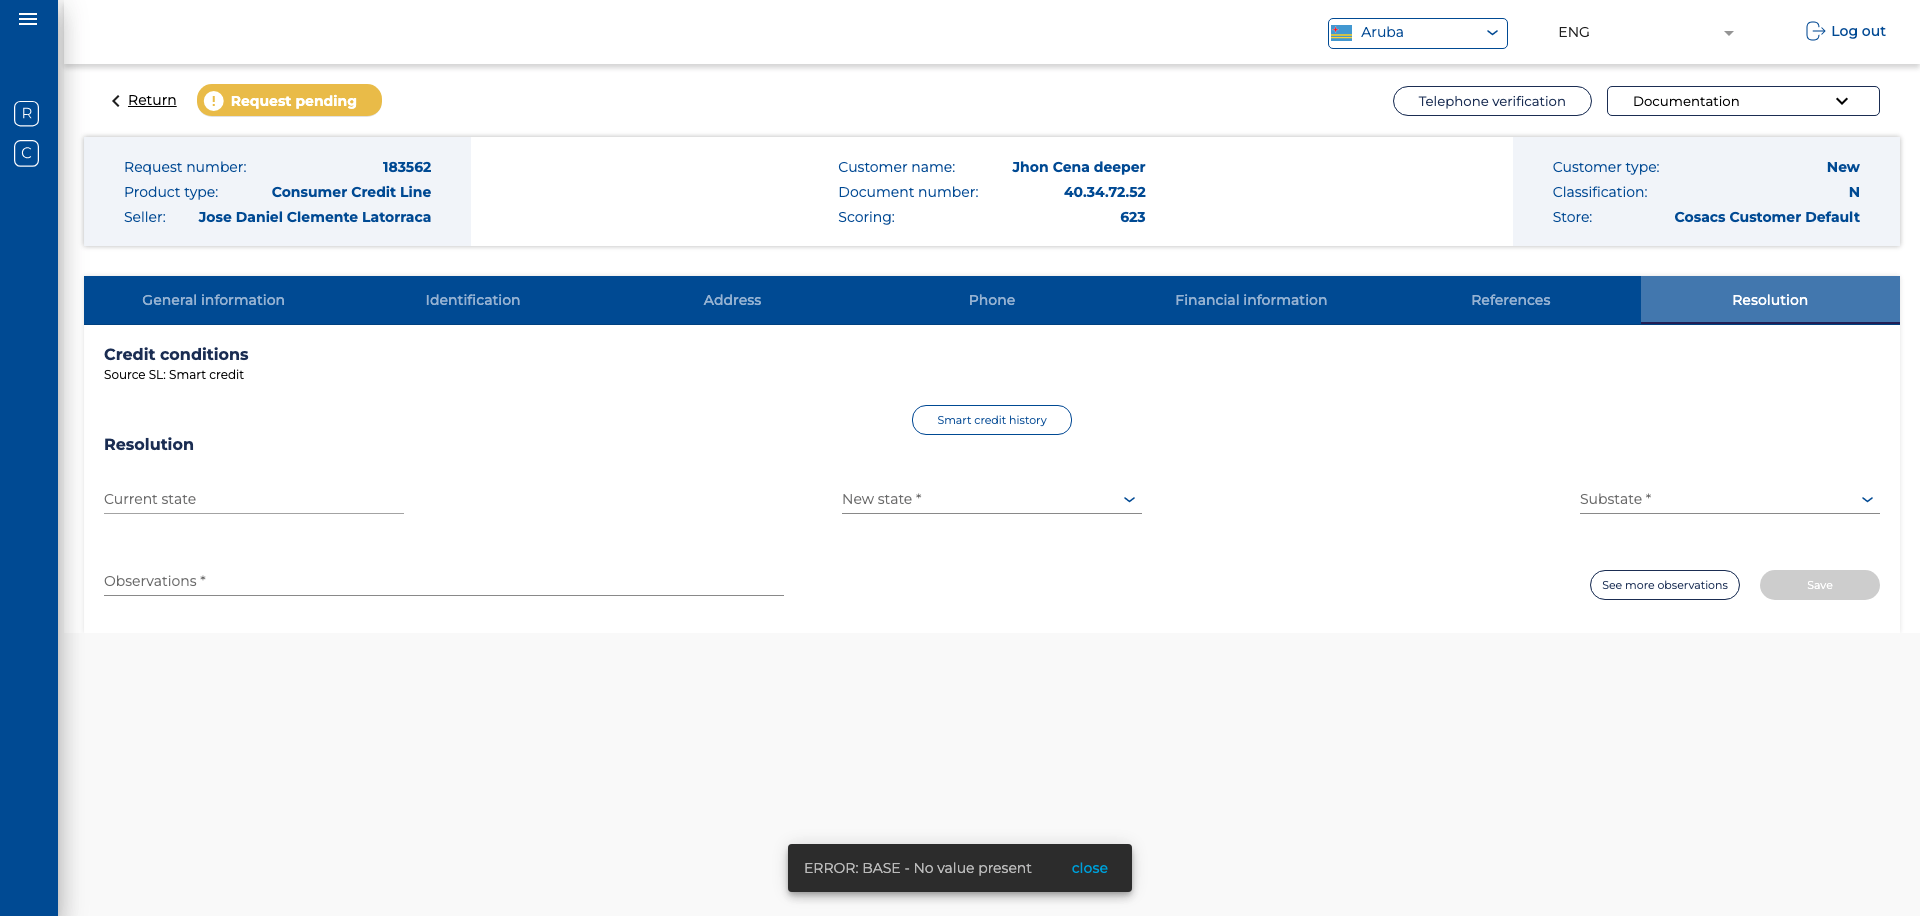 Aruba
ENG
Log out
R
C
Return
Request pending
Telephone verification
Documentation
Request number: 183562
Product type: Consumer Credit Line
Seller: Jose Daniel Clemente Latorraca
Customer name: Jhon Cena deeper
Document number: 40.34.72.52
Scoring: 623
Customer type: New
Classification: N
Store: Cosacs Customer Default
General information
Identification
Address
Phone
Financial information
References
Resolution
Credit conditions
Source SL: Smart credit
Smart credit history
Resolution
Current state
New state *
Substate *
Observations *
See more observations
Save
ERROR: BASE - No value present close